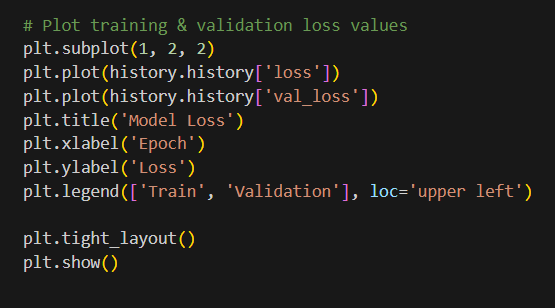 # Plot training & validation loss values
plt.subplot(1, 2, 2)
plt.plot(history.history['loss'])
plt.plot(history.history['val_loss'])
plt.title('Model Loss')
plt.xlabel('Epoch')
plt.ylabel('Loss')
plt.legend(['Train', 'Validation'], loc='upper left')
plt.tight_layout()
plt.show()